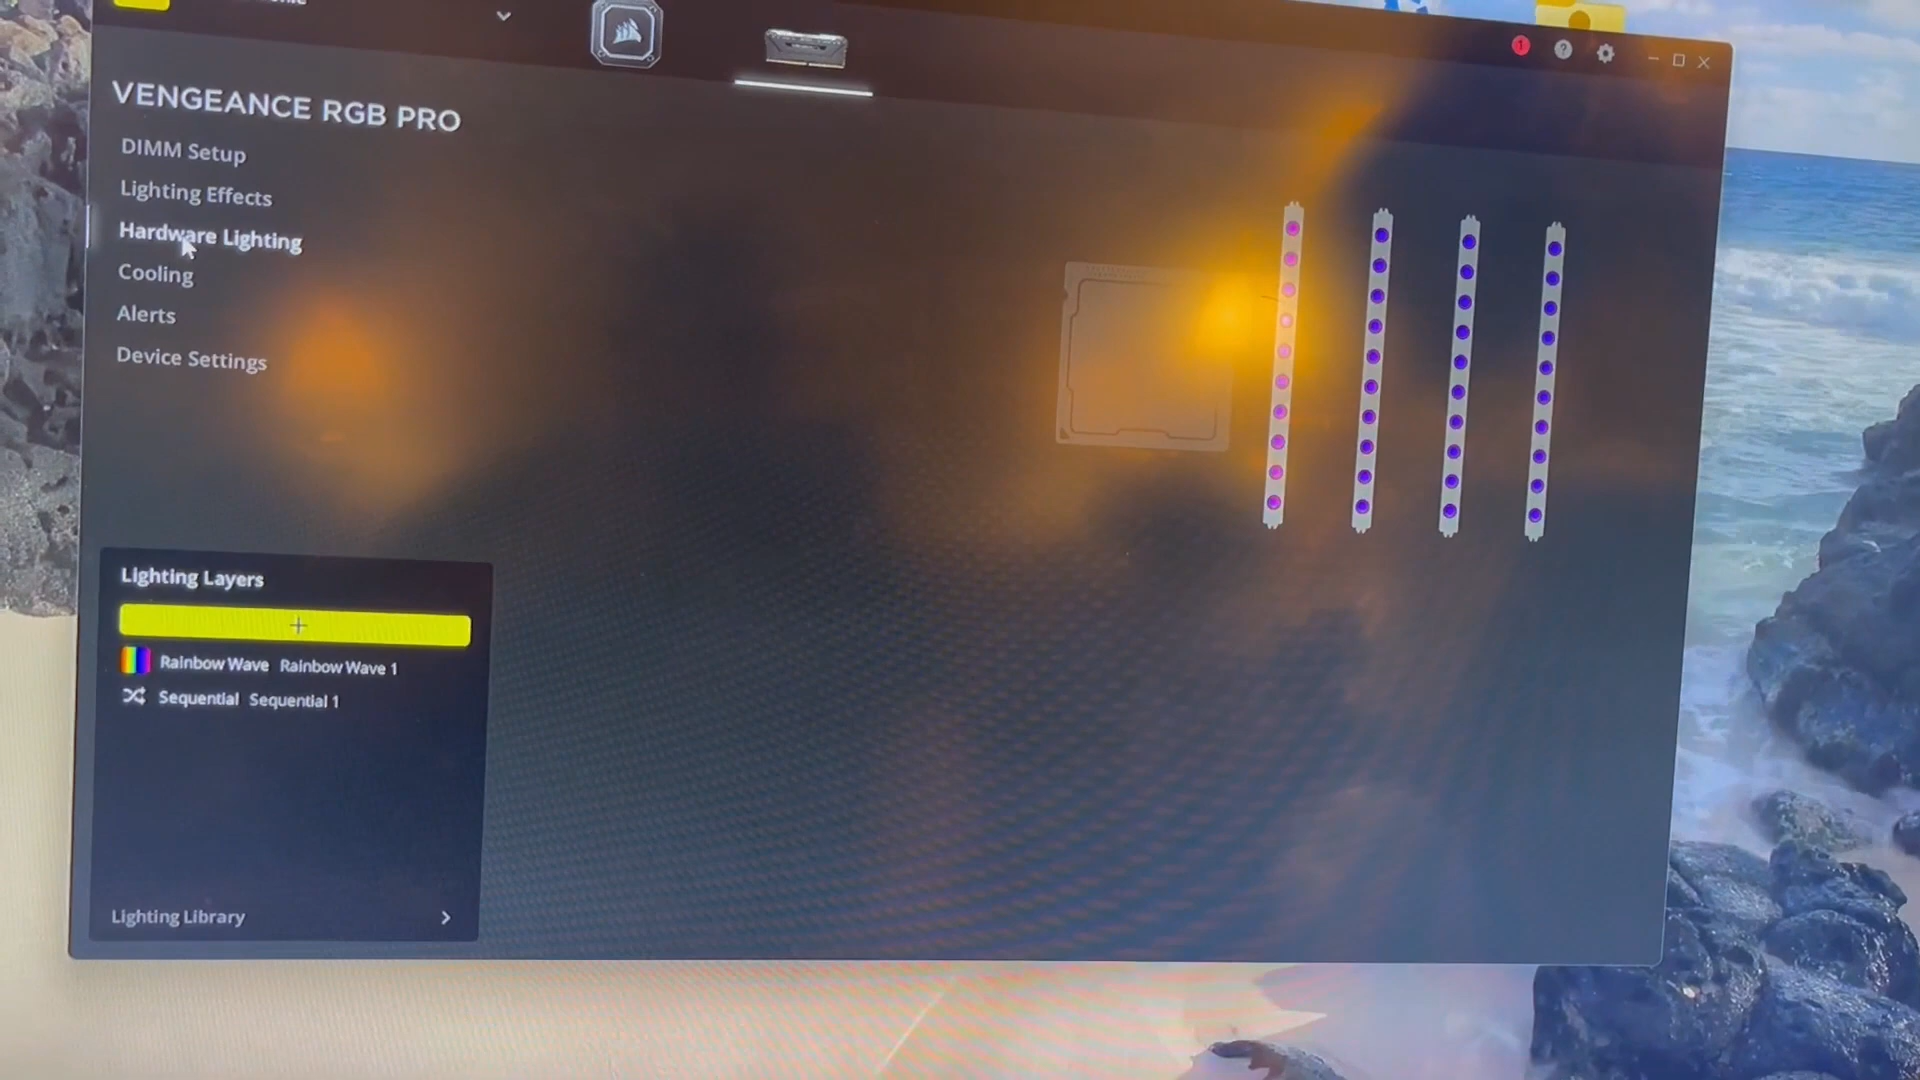 VENGEANCE RGB PRO
DIMM Setup
Lighting Effects
Hardware Lighting
Cooling
Alerts
Device Settings
Lighting Layers
+
Rainbow Wave Rainbow Wave 1
Sequential Sequential 1
Lighting Library
1
?